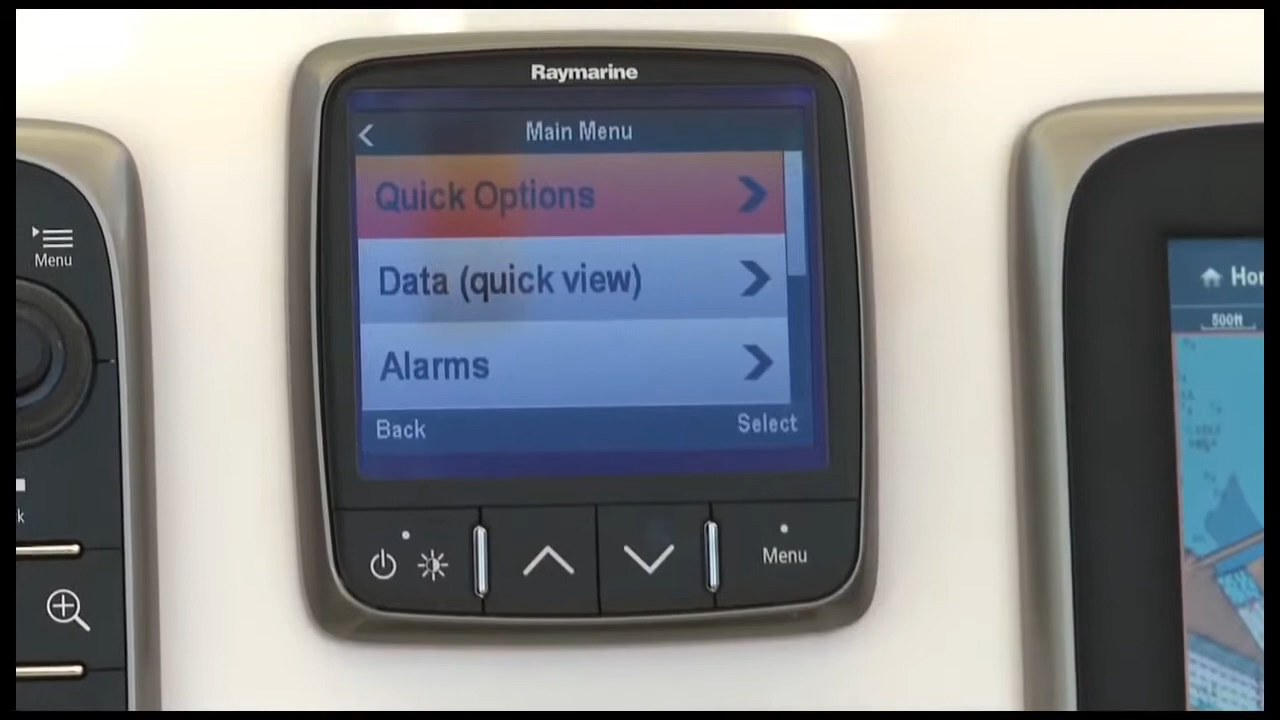 Raymarine
Main Menu
Quick Options
Data (quick view)
Alarms
Back
Select
Menu
Menu
500ft